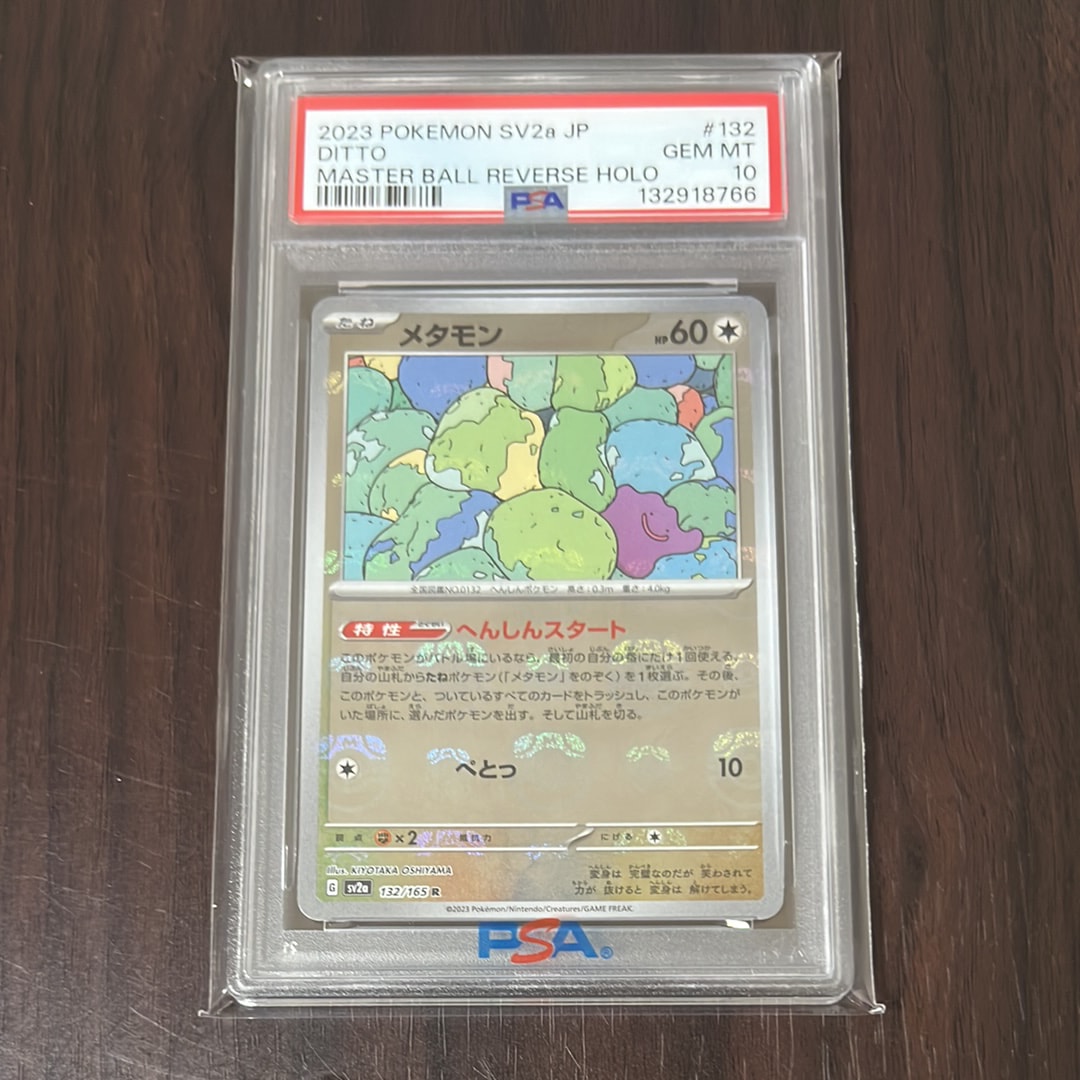 2023 POKEMON SV2a JP #132
DITTO GEM MT
MASTER BALL REVERSE HOLO 10
PSA 132918766
たね メタモン HP60
全国図鑑NO.0132 へんしんポケモン 高さ:0.3m 重さ:4.0kg
特性 へんしんスタート
このポケモンがバトル場にいるなら、最初の自分の番にだけ1回使える。
自分の山札からたねポケモン(「メタモン」をのぞく)を1枚選ぶ。その後、
このポケモンと、ついているすべてのカードをトラッシュし、このポケモンが
いた場所に、選んだポケモンを出す。そして山札を切る。
ぺとっ 10
弱点 ×2 抵抗力 にげる
Illus. KIYOTAKA OSHIYAMA
G sv2a 132/165 R
変身は 完璧なのだが 笑わされて
力が 抜けると 変身は 解けてしまう。
©2023 Pokémon/Nintendo/Creatures/GAME FREAK.
PSA®